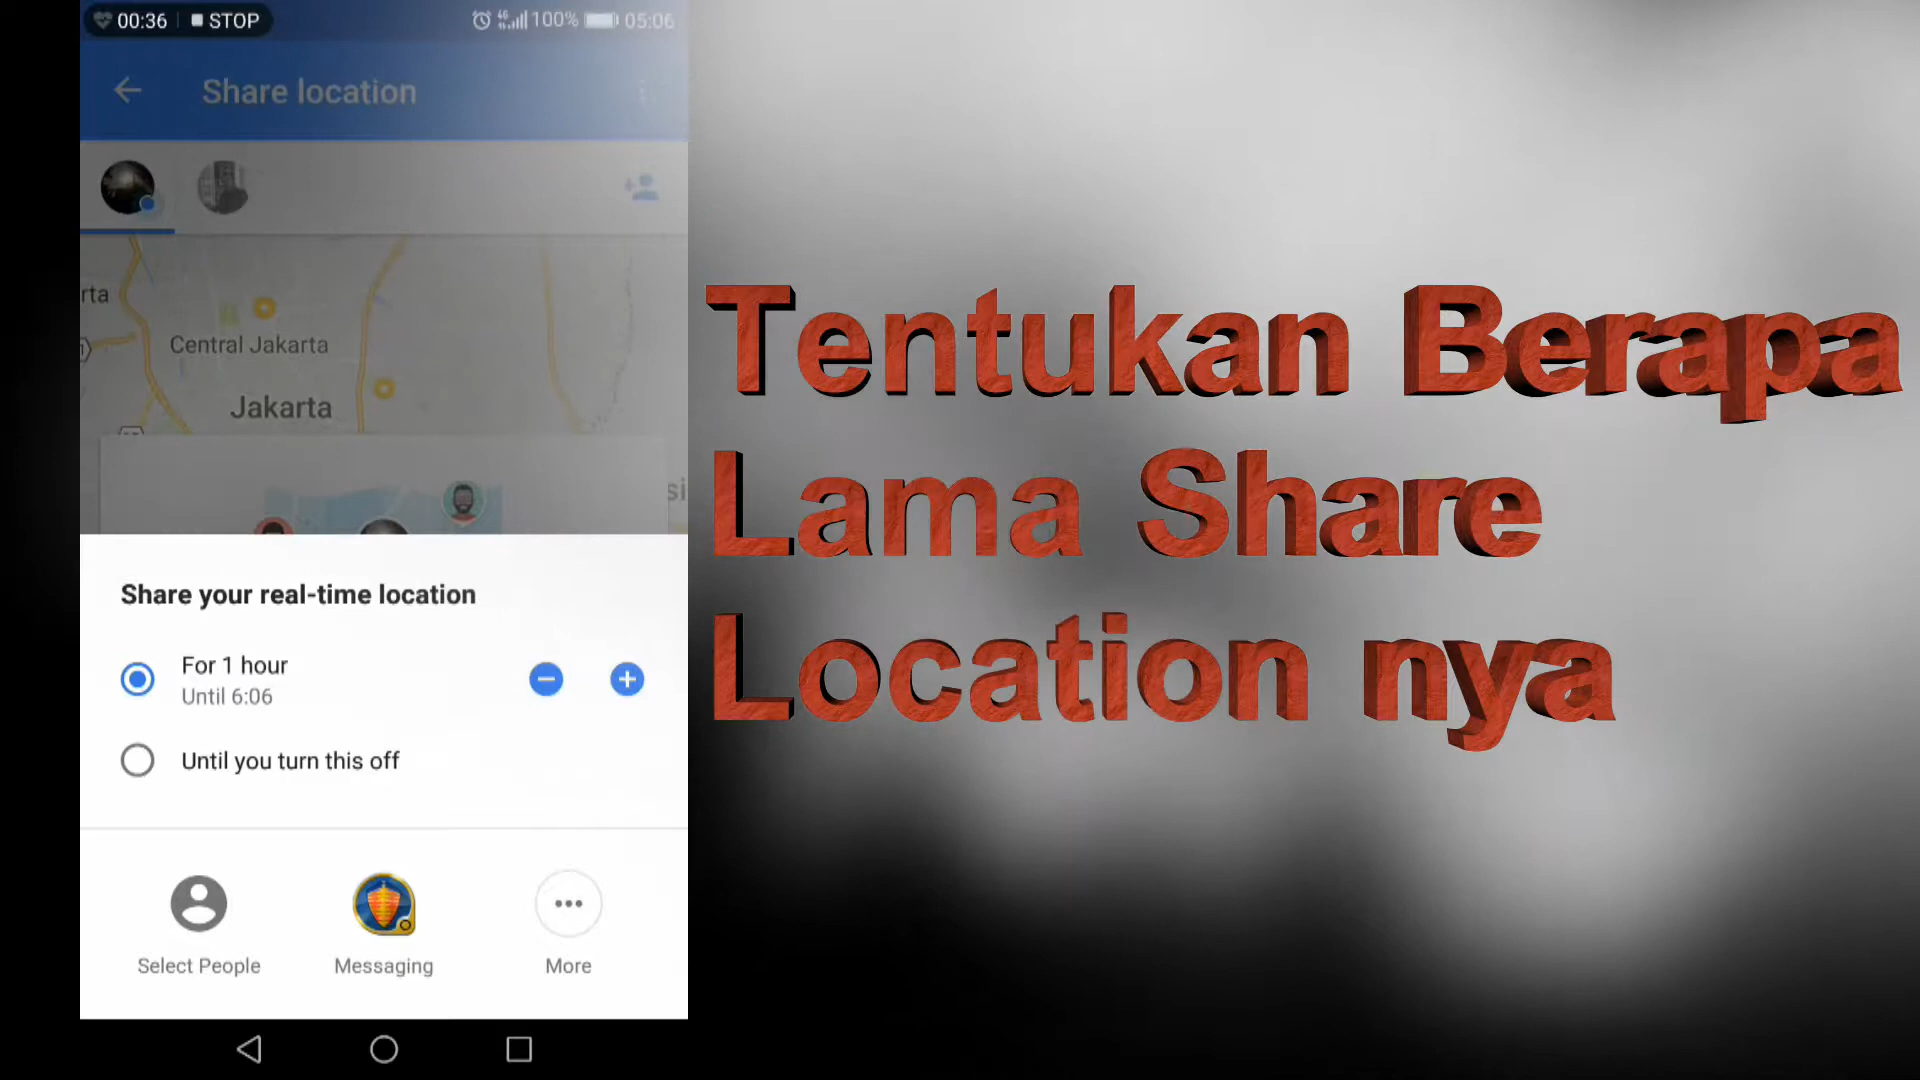 00:36 STOP
4G 100% 05:06
Share location
rta
Central Jakarta
Jakarta
si
Share your real-time location
For 1 hour
Until 6:06
Until you turn this off
Select People
Messaging
More
Tentukan Berapa
Lama Share
Location nya